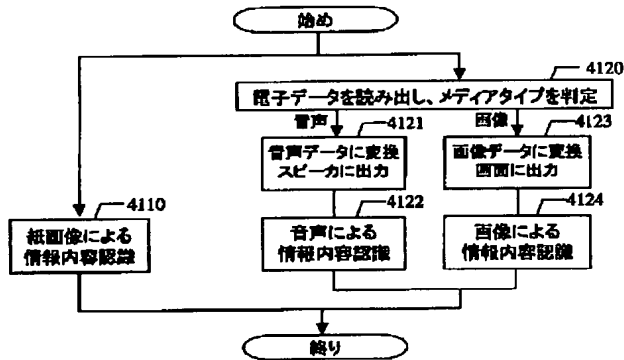 始め
4120
電子データを読み出し、メディアタイプを判定
音声
4121
画像
4123
音声データに変換
スピーカに出力
画像データに変換
画面に出力
4110
紙画像による
情報内容認識
4122
音声による
情報内容認識
4124
画像による
情報内容認識
終り